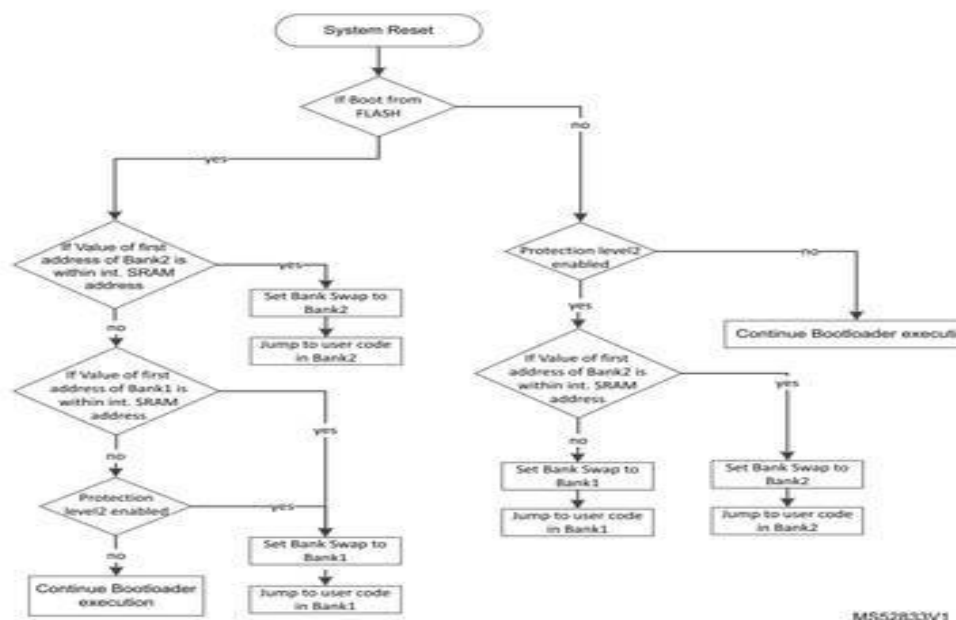 System Reset
If Boot from
FLASH
no
yes
If Value of first
address of Bank2 is
within int. SRAM
address
yes
Set Bank Swap to
Bank2
no
Jump to user code
in Bank2
If Value of first
address of Bank1 is
within int. SRAM
address
yes
no
Protection
level2 enabled
yes
Set Bank Swap to
Bank1
no
Continue Bootloader
execution
Jump to user code
in Bank1
Protection level2
enabled
no
yes
Continue Bootloader executio
If Value of first
address of Bank2 is
within int. SRAM
address
yes
no
Set Bank Swap to
Bank1
Jump to user code
in Bank1
Set Bank Swap to
Bank2
Jump to user code
in Bank2
MS52833V1